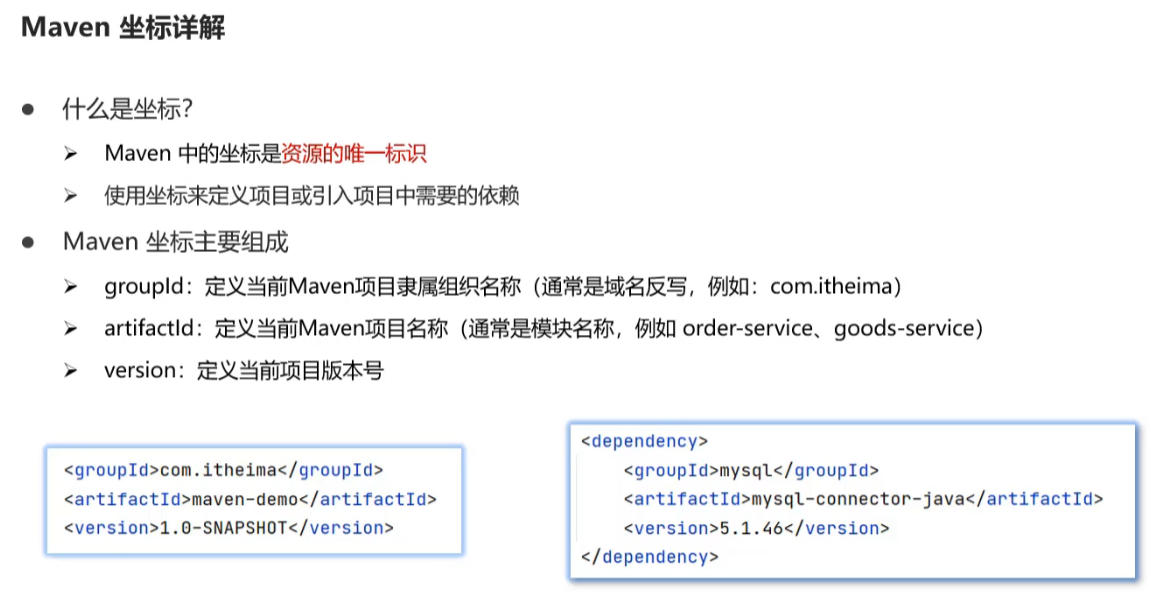 Maven 坐标详解
● 什么是坐标？
➢ Maven 中的坐标是资源的唯一标识
➢ 使用坐标来定义项目或引入项目中需要的依赖
● Maven 坐标主要组成
➢ groupId：定义当前Maven项目隶属组织名称（通常是域名反写，例如：com.itheima）
➢ artifactId：定义当前Maven项目名称（通常是模块名称，例如 order-service、goods-service）
➢ version：定义当前项目版本号
<groupId>com.itheima</groupId>
<artifactId>maven-demo</artifactId>
<version>1.0-SNAPSHOT</version>
<dependency>
<groupId>mysql</groupId>
<artifactId>mysql-connector-java</artifactId>
<version>5.1.46</version>
</dependency>